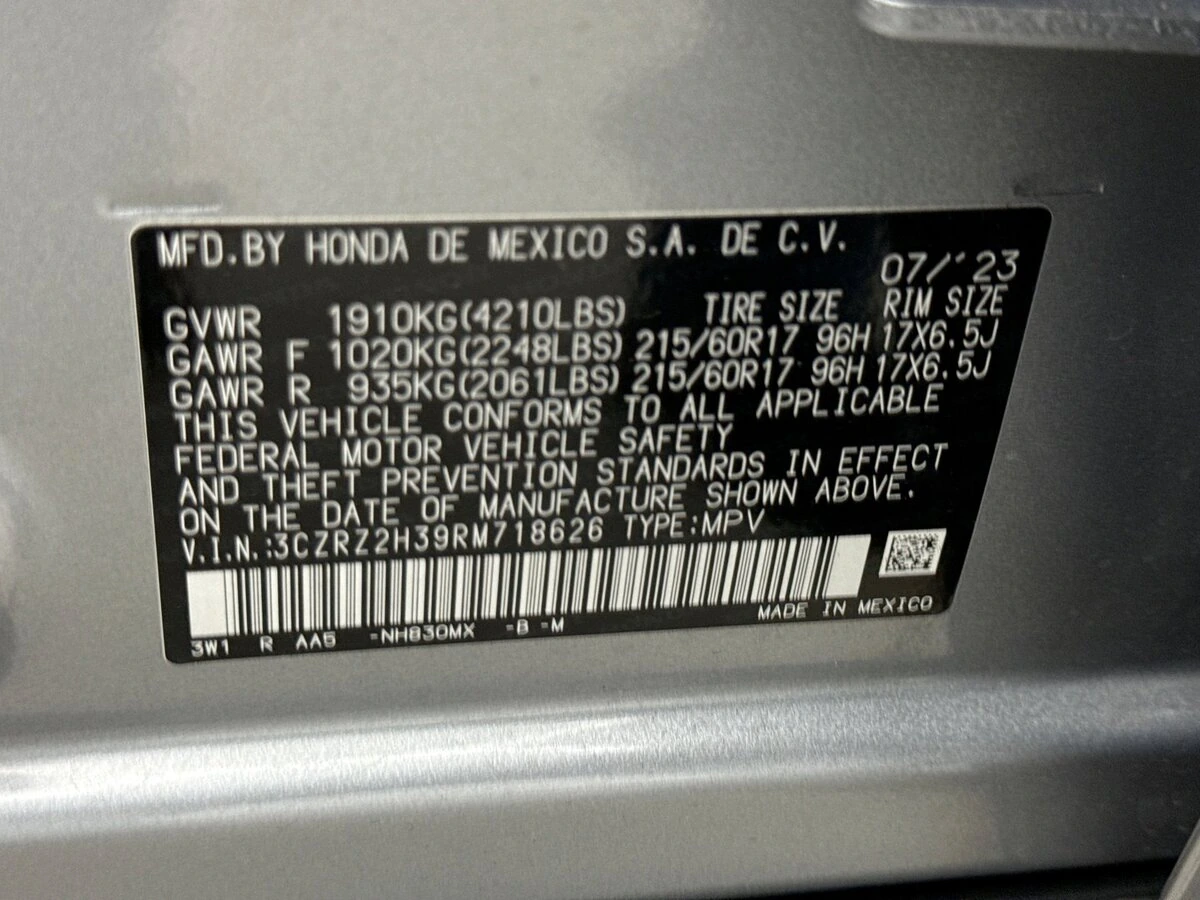 MFD.BY HONDA DE MEXICO S.A. DE C.V.
07/'23
GVWR 1910KG(4210LBS) TIRE SIZE RIM SIZE
GAWR F 1020KG(2248LBS) 215/60R17 96H 17X6.5J
GAWR R 935KG(2061LBS) 215/60R17 96H 17X6.5J
THIS VEHICLE CONFORMS TO ALL APPLICABLE
FEDERAL MOTOR VEHICLE SAFETY
AND THEFT PREVENTION STANDARDS IN EFFECT
ON THE DATE OF MANUFACTURE SHOWN ABOVE.
V.I.N.:3CZRZ2H39RM718626 TYPE:MPV
MADE IN MEXICO
3W1 R AA5 -NH830MX -B -M